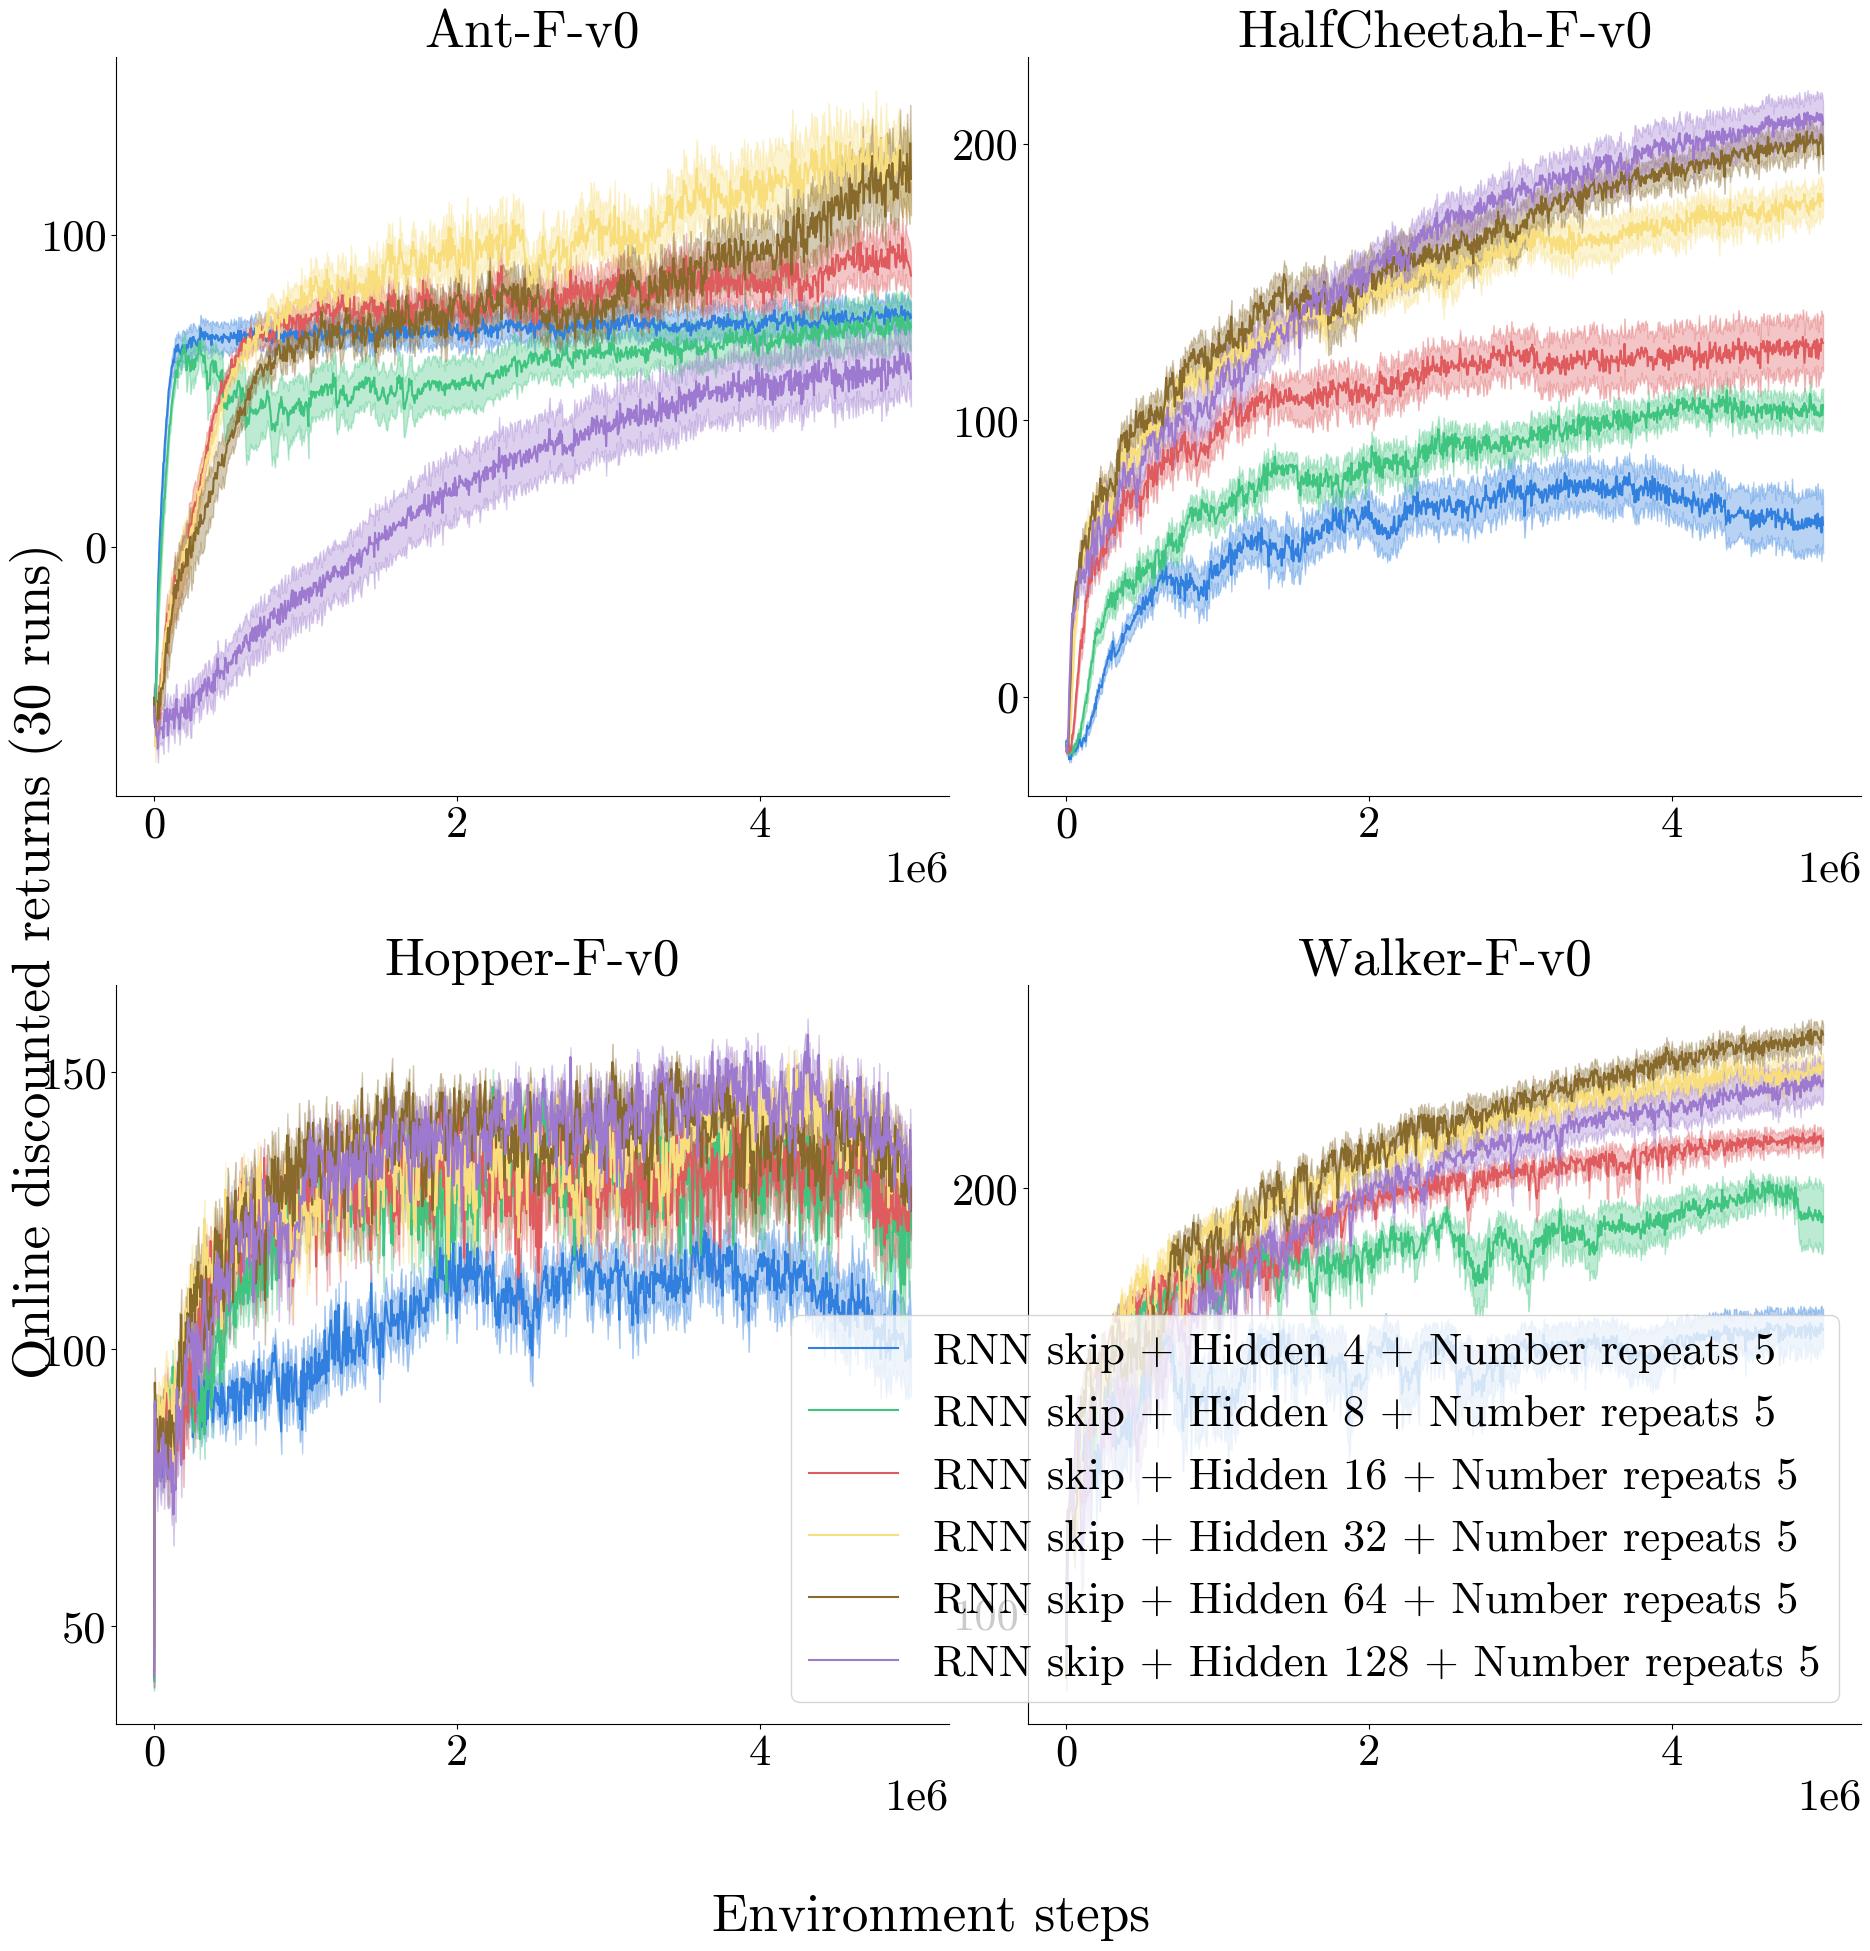 Ant-F-v0
HalfCheetah-F-v0
100
0
0
2
4
1e6
200
100
0
0
2
4
1e6
Online discounted returns (30 runs)
Hopper-F-v0
Walker-F-v0
150
100
50
0
2
4
1e6
200
100
0
2
4
1e6
RNN skip + Hidden 4 + Number repeats 5
RNN skip + Hidden 8 + Number repeats 5
RNN skip + Hidden 16 + Number repeats 5
RNN skip + Hidden 32 + Number repeats 5
RNN skip + Hidden 64 + Number repeats 5
RNN skip + Hidden 128 + Number repeats 5
Environment steps